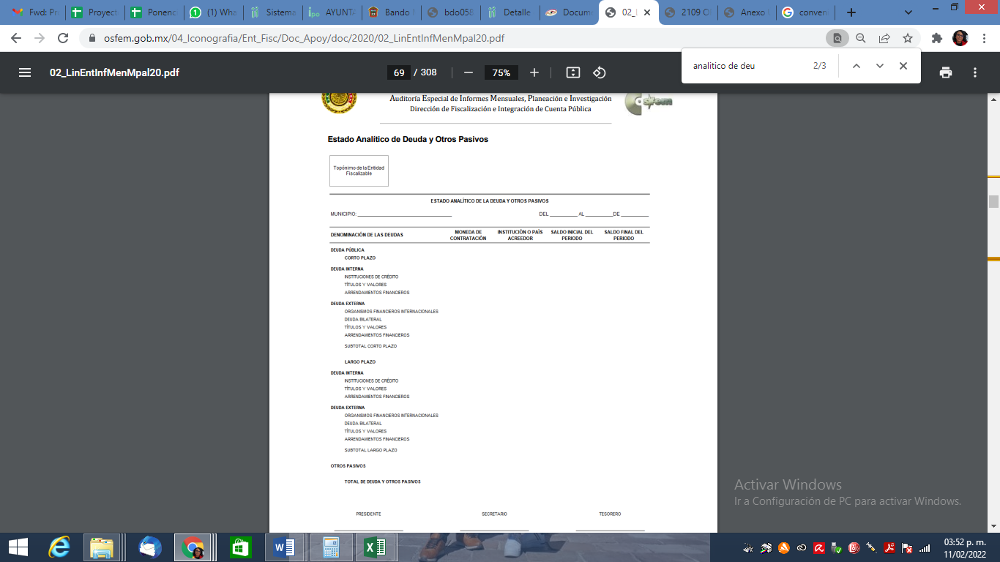 Fwd: Pr
Proyect
Ponenc
(1) Wha
Sistema
AYUNTA
Bando
bdo058
Detalle
Docum
02_L
2109 O
Anexo
conven
osfem.gob.mx/04_Iconografia/Ent_Fisc/Doc_Apoy/doc/2020/02_LinEntInfMenMpal20.pdf
analitico de deu 2/3
02_LinEntInfMenMpal20.pdf
69 / 308
75%
Auditoría Especial de Informes Mensuales, Planeación e Investigación
Dirección de Fiscalización e Integración de Cuenta Pública
osfem
Estado Analítico de Deuda y Otros Pasivos
Topónimo de la Entidad
Fiscalizable
ESTADO ANALÍTICO DE LA DEUDA Y OTROS PASIVOS
MUNICIPIO: DEL AL DE
DENOMINACIÓN DE LAS DEUDAS
MONEDA DE CONTRATACIÓN
INSTITUCIÓN O PAÍS ACREEDOR
SALDO INICIAL DEL PERIODO
SALDO FINAL DEL PERIODO
DEUDA PÚBLICA
CORTO PLAZO
DEUDA INTERNA
INSTITUCIONES DE CRÉDITO
TÍTULOS Y VALORES
ARRENDAMIENTOS FINANCIEROS
DEUDA EXTERNA
ORGANISMOS FINANCIEROS INTERNACIONALES
DEUDA BILATERAL
TÍTULOS Y VALORES
ARRENDAMIENTOS FINANCIEROS
SUBTOTAL CORTO PLAZO
LARGO PLAZO
DEUDA INTERNA
INSTITUCIONES DE CRÉDITO
TÍTULOS Y VALORES
ARRENDAMIENTOS FINANCIEROS
DEUDA EXTERNA
ORGANISMOS FINANCIEROS INTERNACIONALES
DEUDA BILATERAL
TÍTULOS Y VALORES
ARRENDAMIENTOS FINANCIEROS
SUBTOTAL LARGO PLAZO
OTROS PASIVOS
TOTAL DE DEUDA Y OTROS PASIVOS
PRESIDENTE SECRETARIO TESORERO
Activar Windows
Ir a Configuración de PC para activar Windows.
03:52 p. m.
11/02/2022